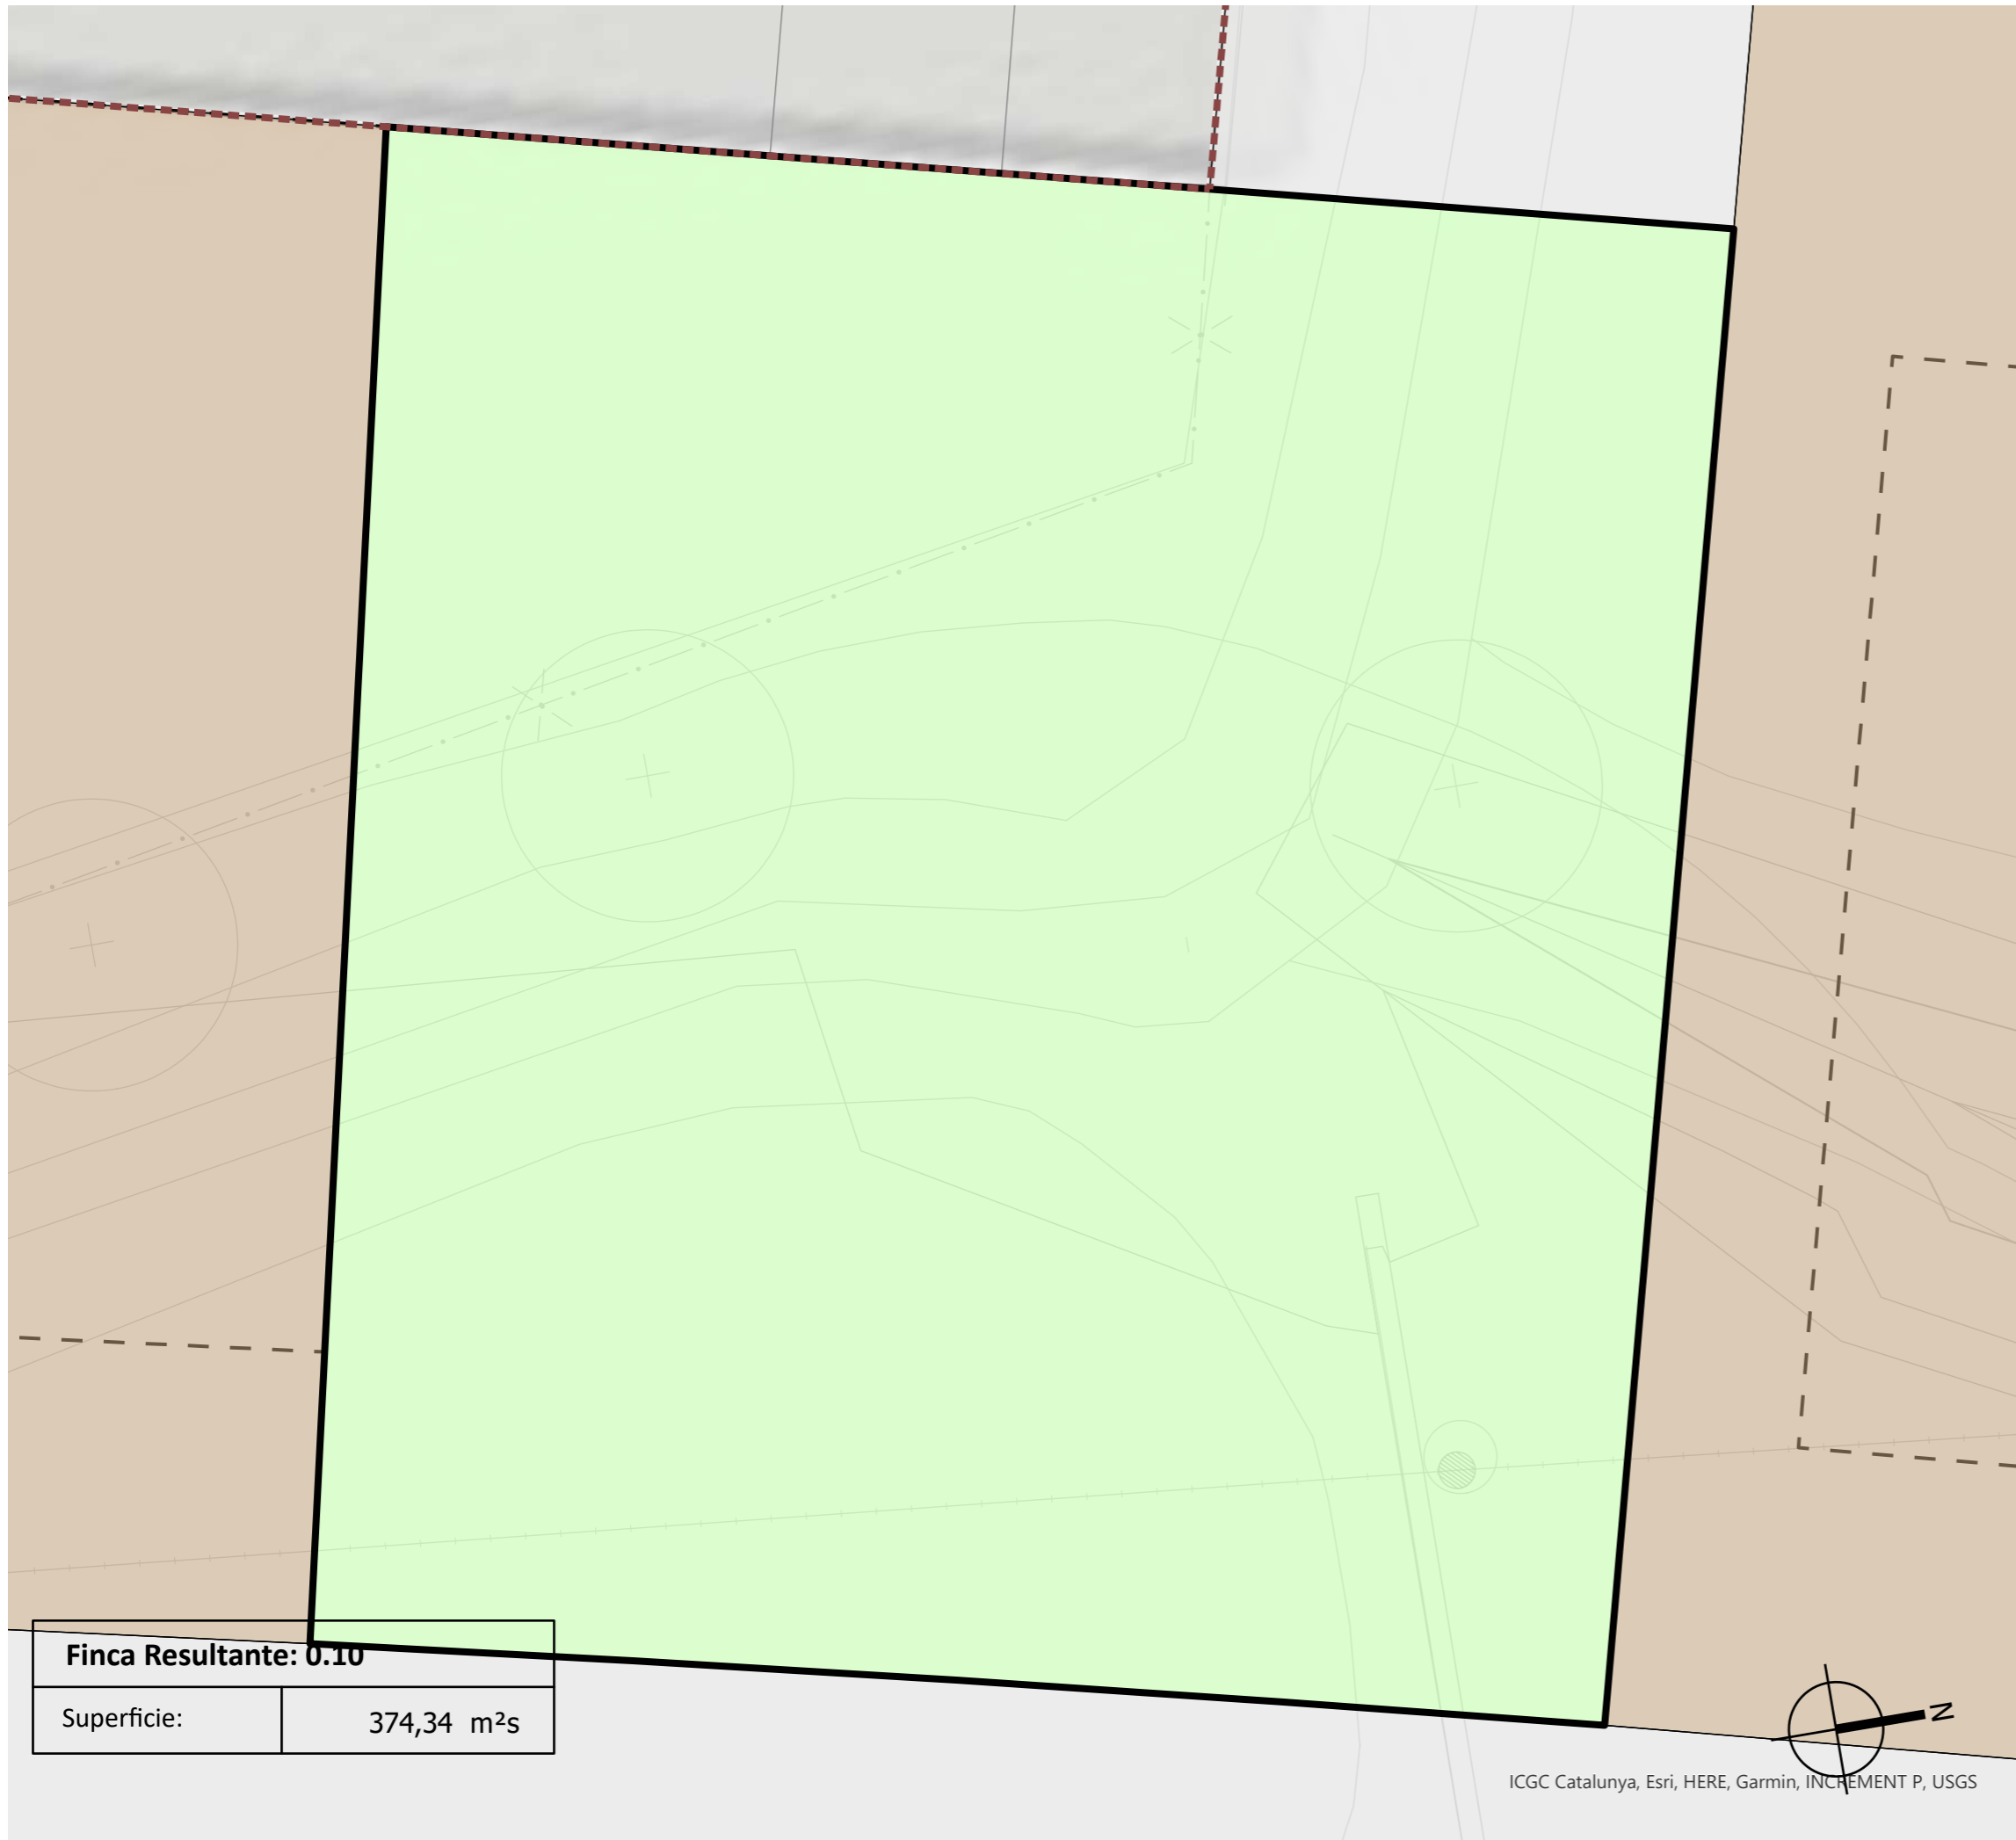 Finca Resultante: 0.10
Superficie: 374,34 m²s
N
ICGC Catalunya, Esri, HERE, Garmin, INCREMENT P, USGS